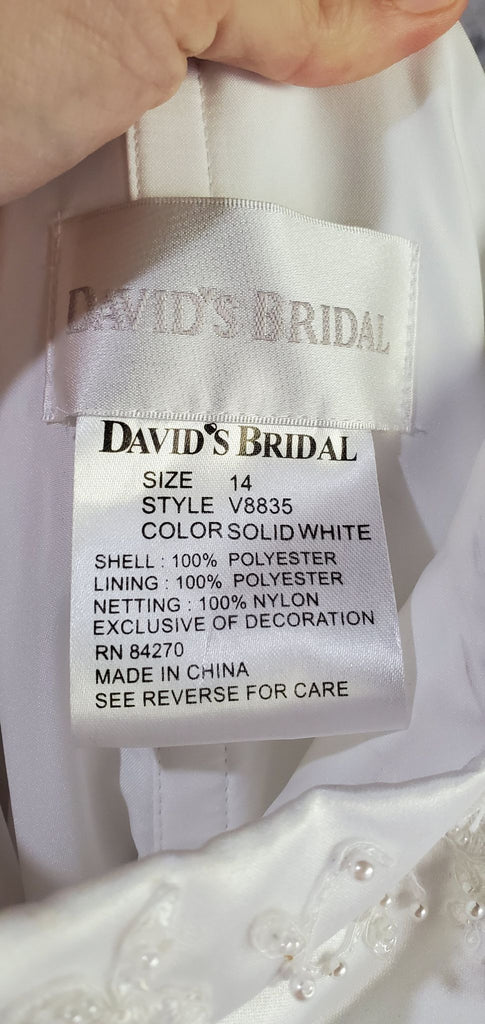 DAVID'S BRIDAL
DAVID'S BRIDAL
SIZE 14
STYLE V8835
COLOR SOLID WHITE
SHELL : 100% POLYESTER
LINING : 100% POLYESTER
NETTING : 100% NYLON
EXCLUSIVE OF DECORATION
RN 84270
MADE IN CHINA
SEE REVERSE FOR CARE